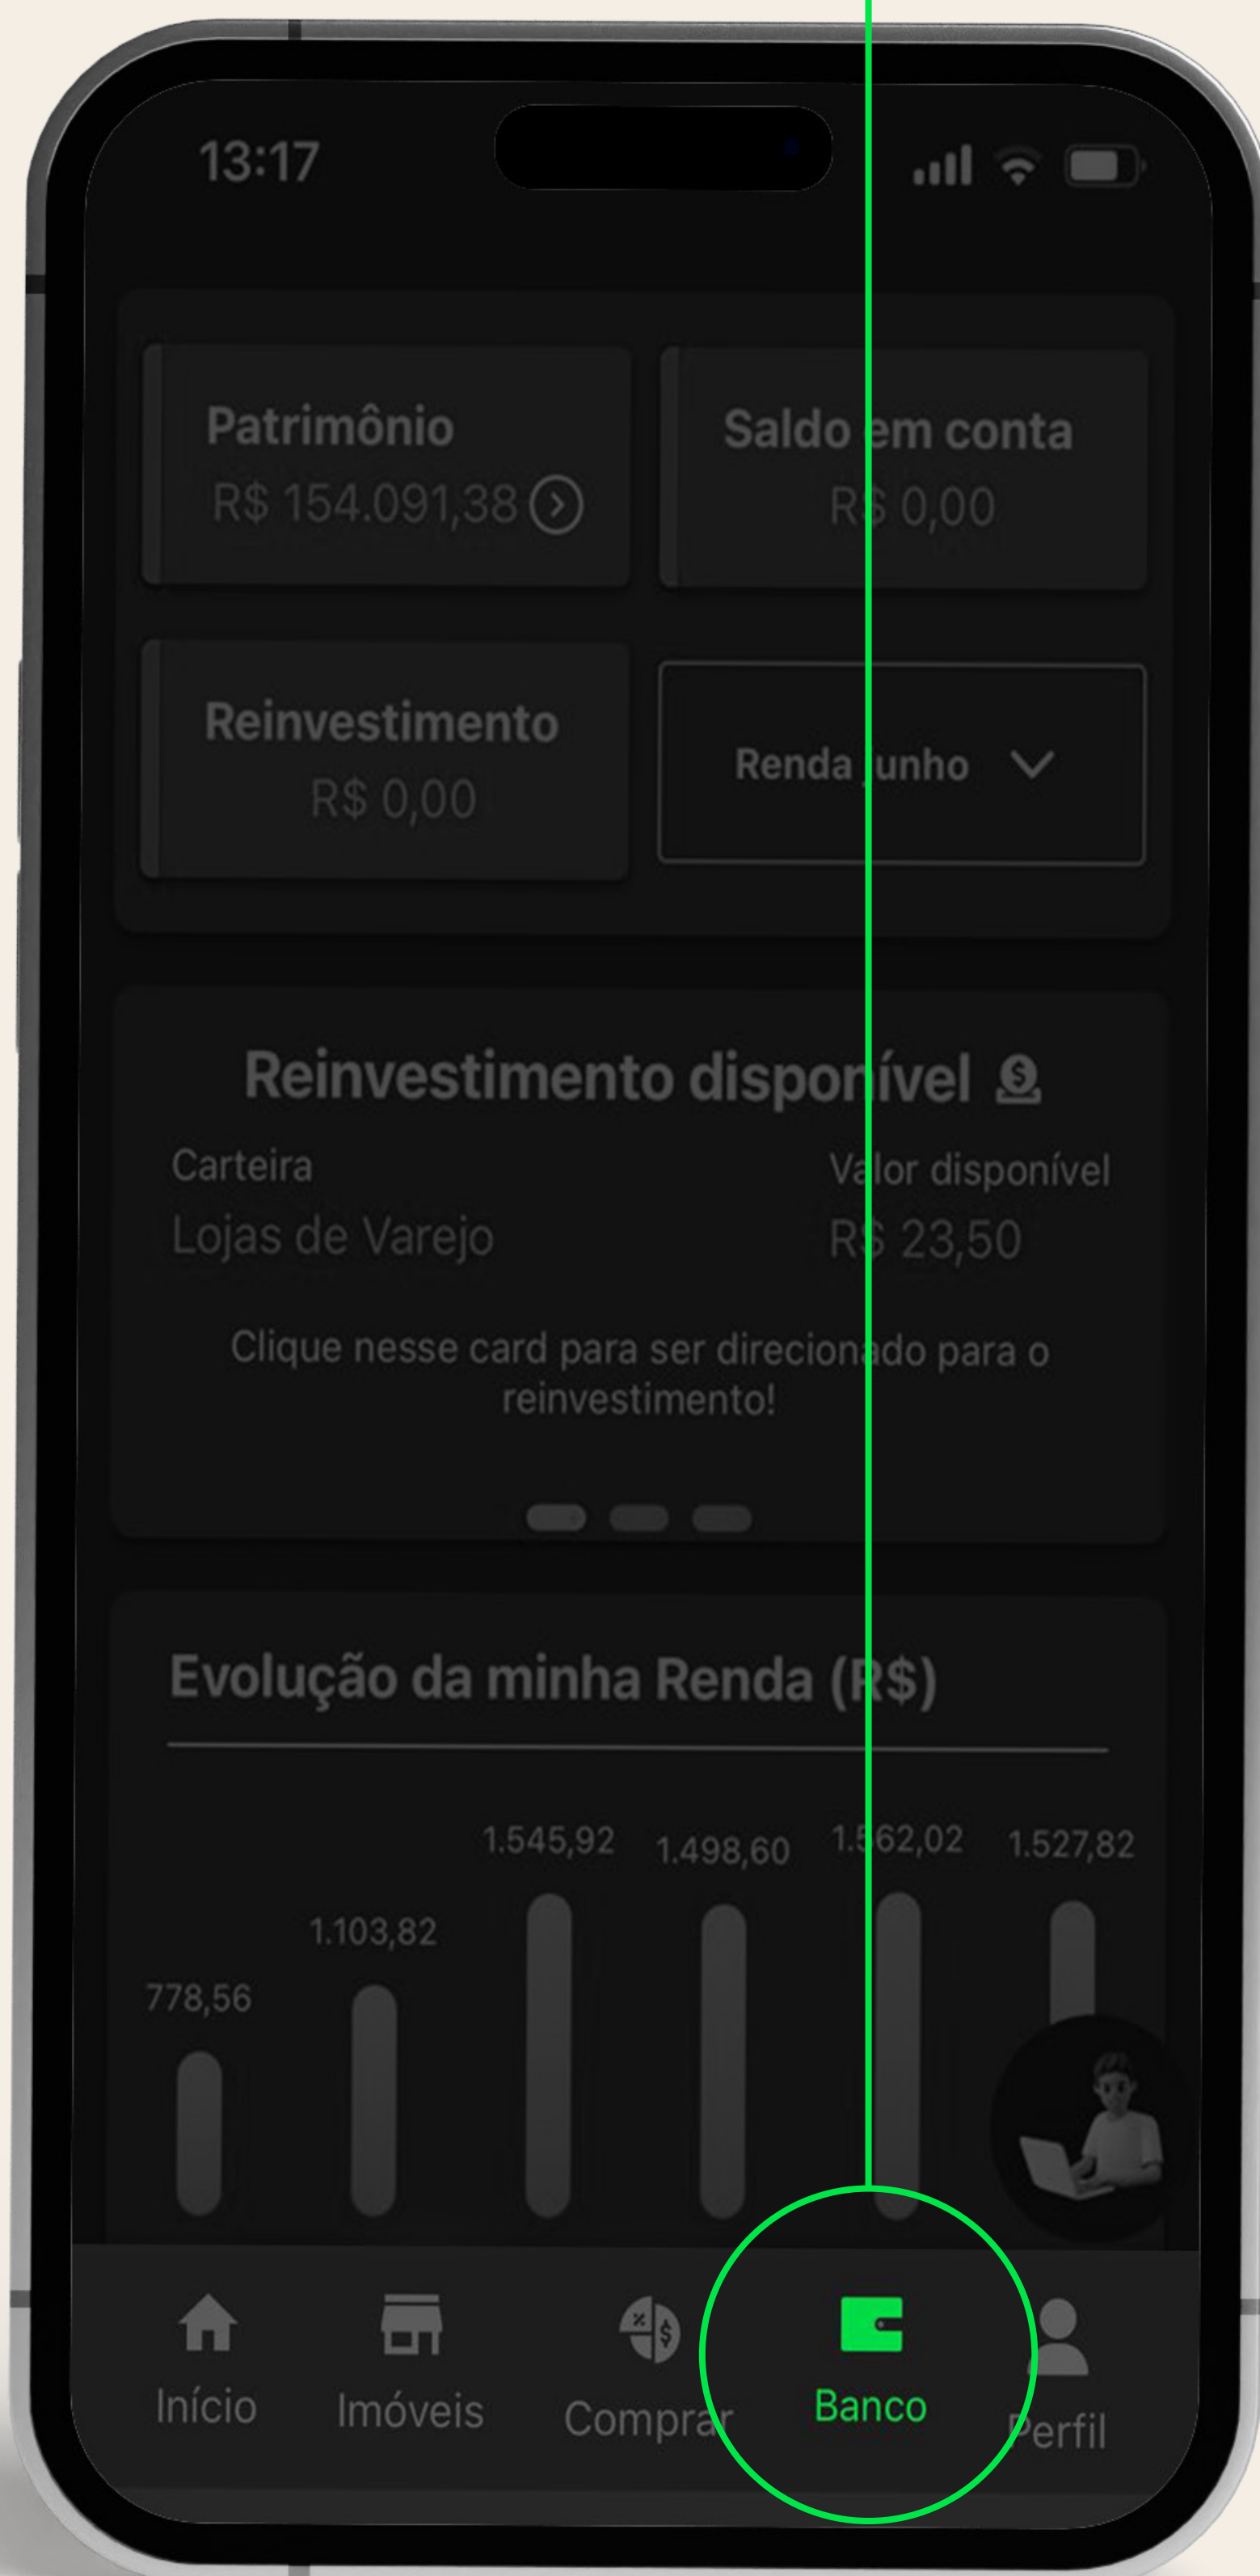 13:17
Patrimônio
R$ 154.091,38
Saldo em conta
R$ 0,00
Reinvestimento
R$ 0,00
Renda junho
Reinvestimento disponível
Carteira
Valor disponível
Lojas de Varejo
R$ 23,50
Clique nesse card para ser direcionado para o
reinvestimento!
Evolução da minha Renda (R$)
778,56
1.103,82
1.545,92
1.498,60
1.562,02
1.527,82
Início
Imóveis
Comprar
Banco
Perfil